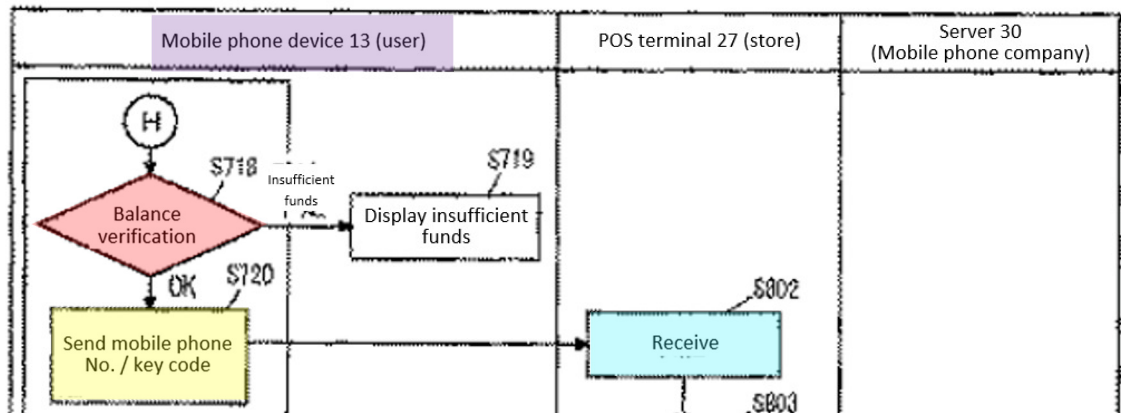 Mobile phone device 13 (user)
POS terminal 27 (store)
Server 30
(Mobile phone company)
H
S718
Insufficient
funds
S719
Balance
verification
Display insufficient
funds
OK
S720
S802
Send mobile phone
No. / key code
Receive
S803